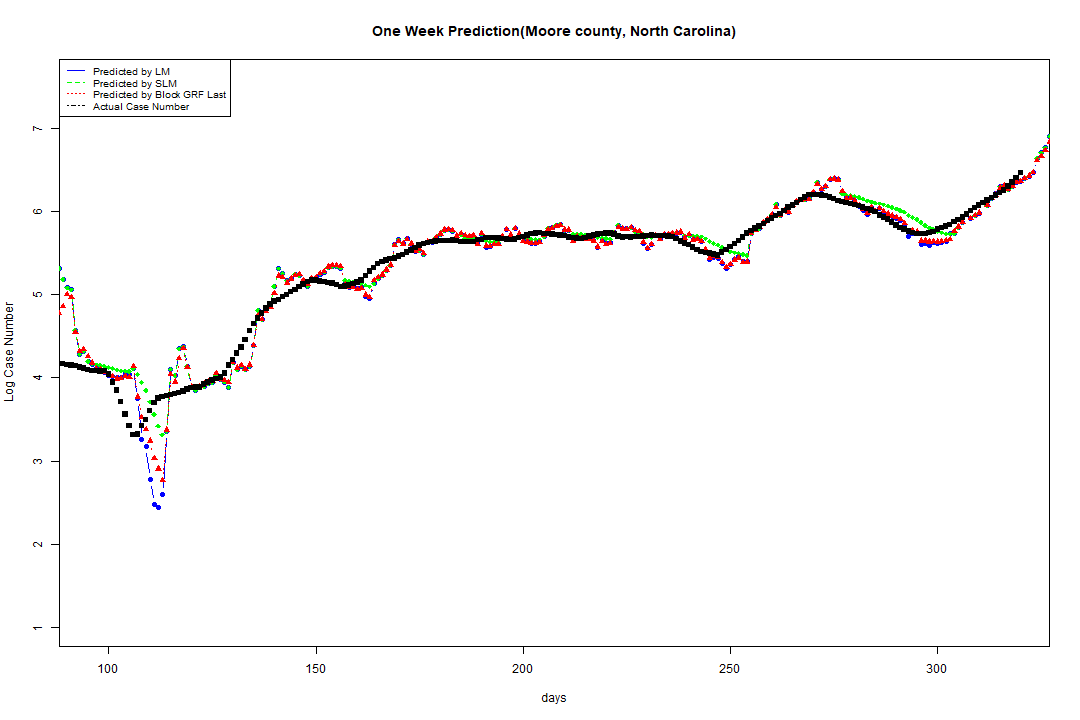 One Week Prediction(Moore county, North Carolina)
Predicted by LM
Predicted by SLM
Predicted by Block GRF Last
Actual Case Number
Log Case Number
7
6
5
4
3
2
1
100 150 200 250 300
days